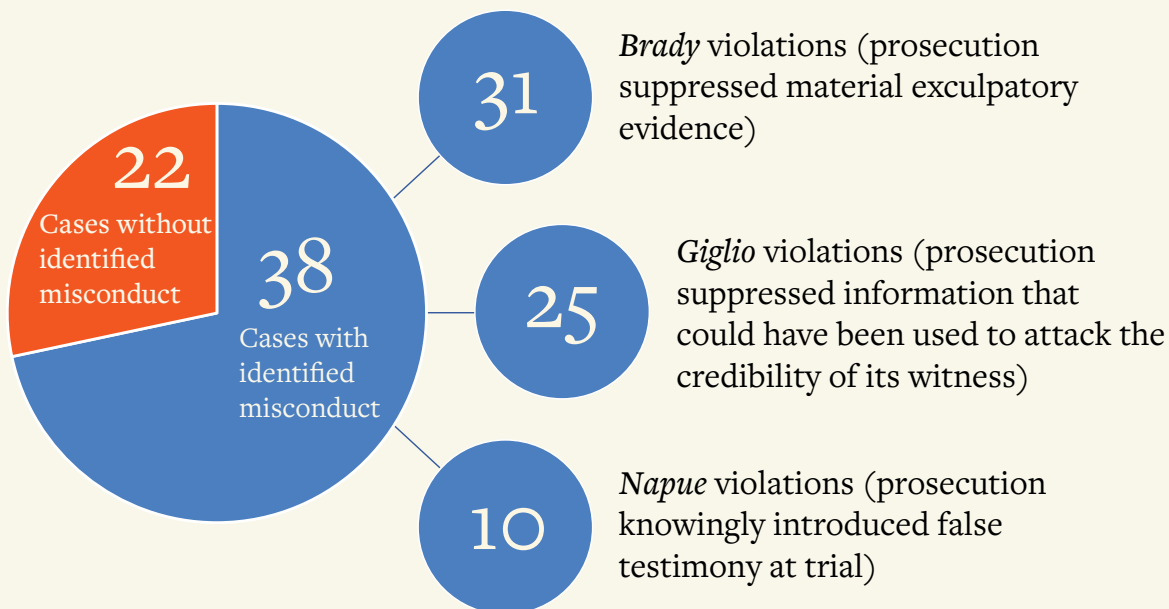 22
Cases without
identified
misconduct
38
Cases with
identified
misconduct
31
Brady violations (prosecution
suppressed material exculpatory
evidence)
25
Giglio violations (prosecution
suppressed information that
could have been used to attack the
credibility of its witness)
10
Napue violations (prosecution
knowingly introduced false
testimony at trial)